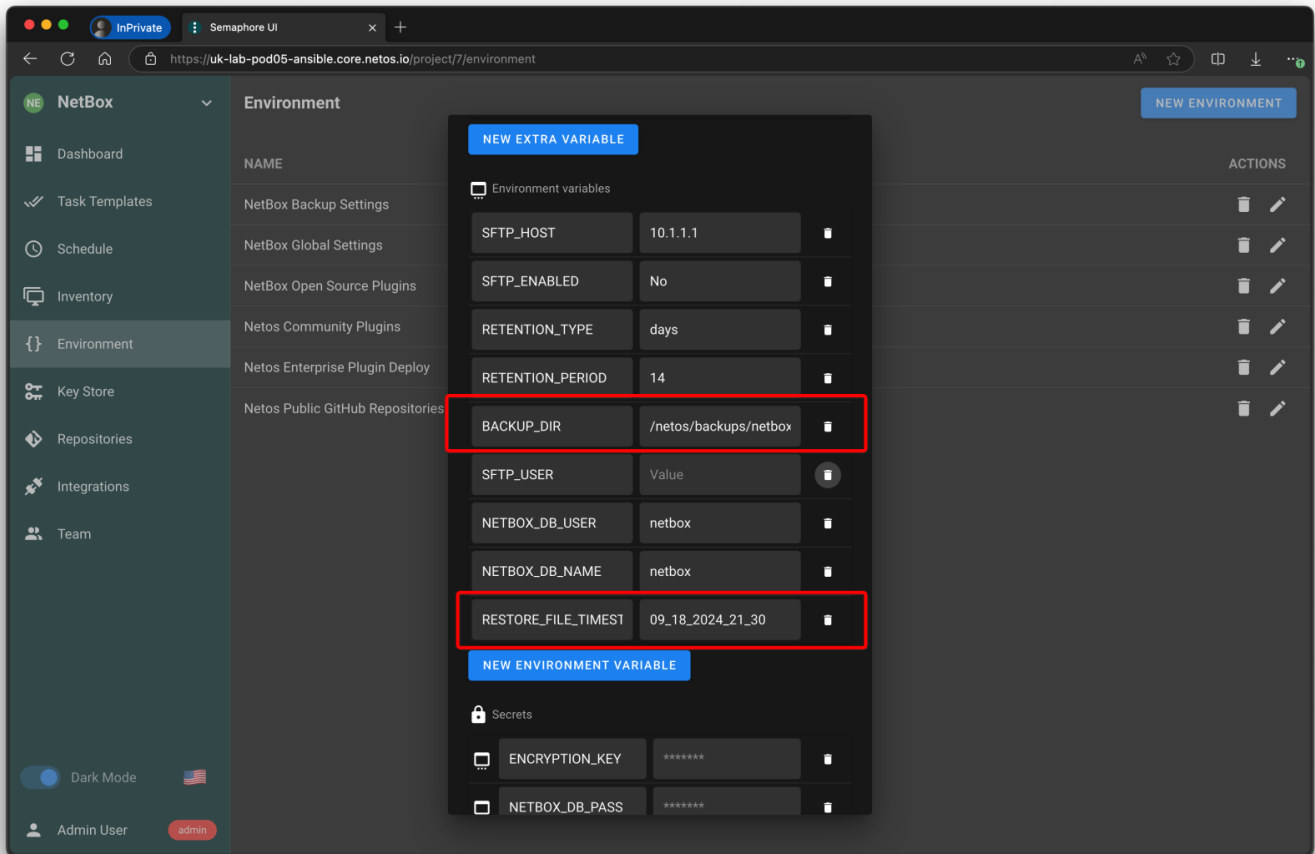 InPrivate
Semaphore UI
https://uk-lab-pod05-ansible.core.netos.io/project/7/environment
NE NetBox
Dashboard
Task Templates
Schedule
Inventory
{} Environment
Key Store
Repositories
Integrations
Team
Dark Mode
Admin User admin
Environment
NEW ENVIRONMENT
NAME ACTIONS
NetBox Backup Settings
NetBox Global Settings
NetBox Open Source Plugins
Netos Community Plugins
Netos Enterprise Plugin Deploy
Netos Public GitHub Repositories
NEW EXTRA VARIABLE
Environment variables
SFTP_HOST 10.1.1.1
SFTP_ENABLED No
RETENTION_TYPE days
RETENTION_PERIOD 14
BACKUP_DIR /netos/backups/netbox
SFTP_USER Value
NETBOX_DB_USER netbox
NETBOX_DB_NAME netbox
RESTORE_FILE_TIMEST 09_18_2024_21_30
NEW ENVIRONMENT VARIABLE
Secrets
ENCRYPTION_KEY *******
NETBOX_DB_PASS *******